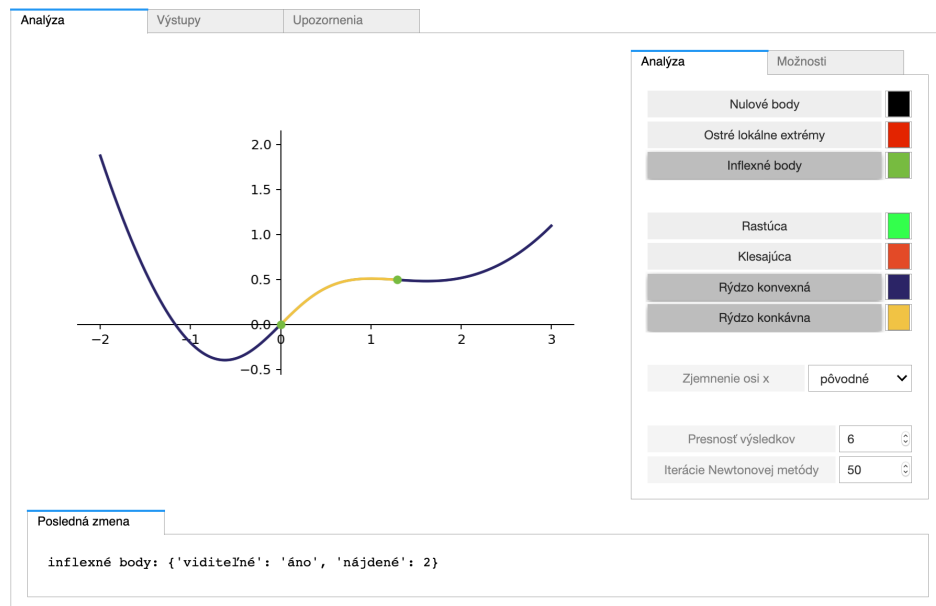 Analýza
Výstupy
Upozornenia
2.0
1.5
1.0
0.5
0.0
−0.5
−2
−1
0
1
2
3
Analýza
Možnosti
Nulové body
Ostré lokálne extrémy
Inflexné body
Rastúca
Klesajúca
Rýdzo konvexná
Rýdzo konkávna
Zjemnenie osi x
pôvodné
Presnosť výsledkov
6
Iterácie Newtonovej metódy
50
Posledná zmena
inflexné body: {'viditeľné': 'áno', 'nájdené': 2}